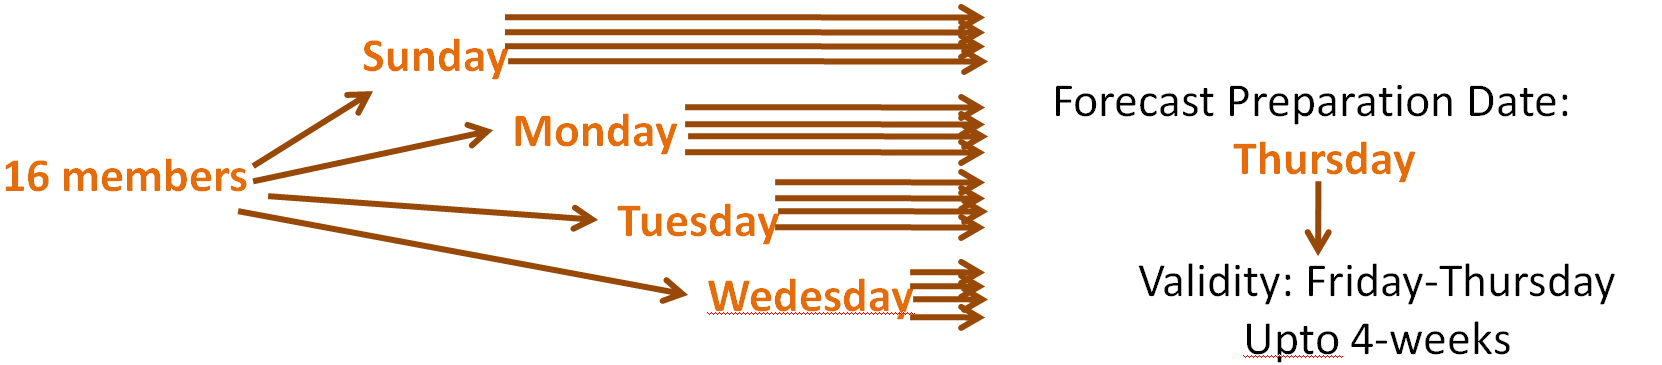 Sunday
Monday
16 members
Tuesday
Wedesday
Forecast Preparation Date:
Thursday
Validity: Friday-Thursday
Upto 4-weeks